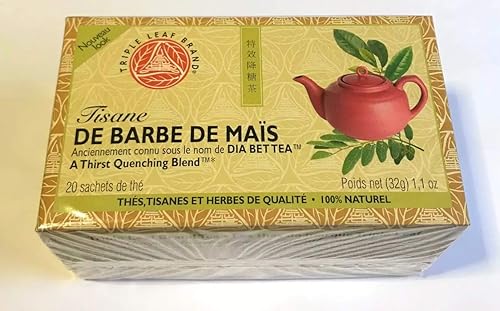 Nouveau
look
TRIPLE LEAF BRAND®
特效降糖茶
Tisane
DE BARBE DE MAÏS
Anciennement connu sous le nom de DIA BET TEA™
A Thirst Quenching Blend™*
20 sachets de thé
Poids net (32g) 1,1 oz
THÉS, TISANES ET HERBES DE QUALITÉ • 100% NATUREL